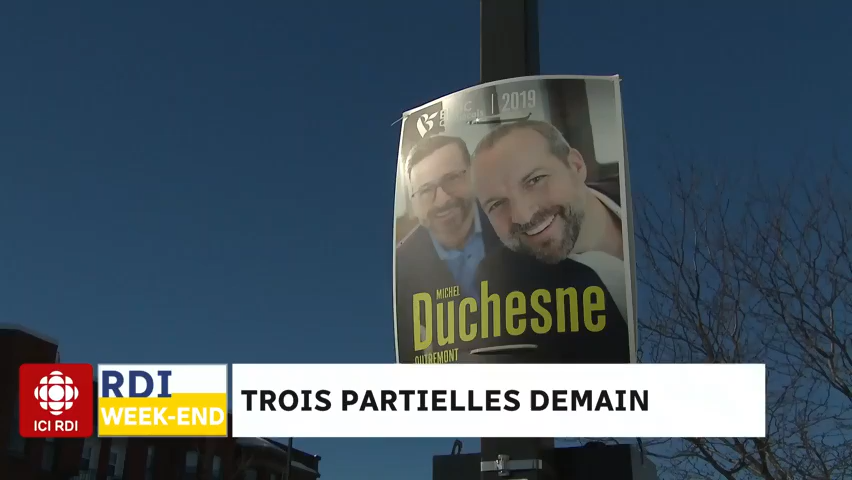 2019
MICHEL
Duchesne
OUTREMONT
ICI RDI
RDI
WEEK-END
TROIS PARTIELLES DEMAIN